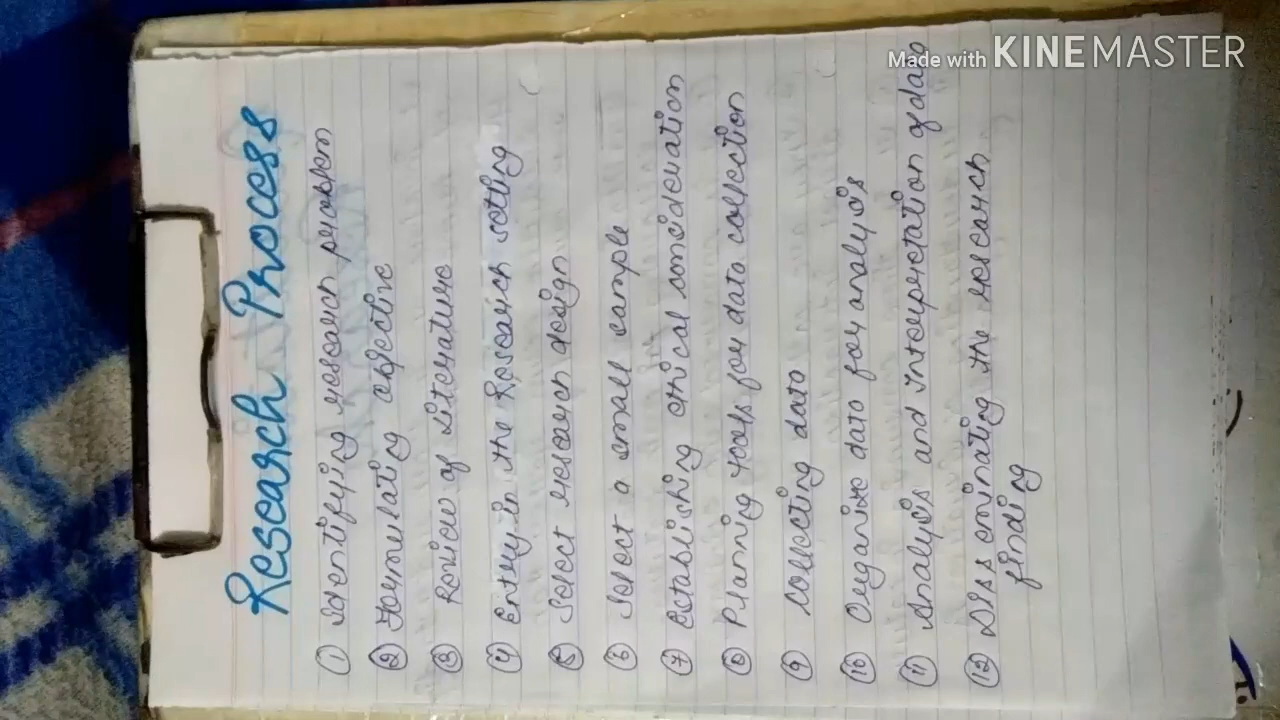 Made with KINEMASTER
Research Process
① Identifying research problem
② Formulating objective
③ Review of Literature
④ Entry in the Research setting
⑤ Select research design
⑥ Select a small sample
⑦ Establishing ethical consideration
⑧ Planning tools for data collection
⑨ Collecting data
⑩ Organise data for analysis
⑪ Analysis and interpretation of data
⑫ Disseminating the research
finding